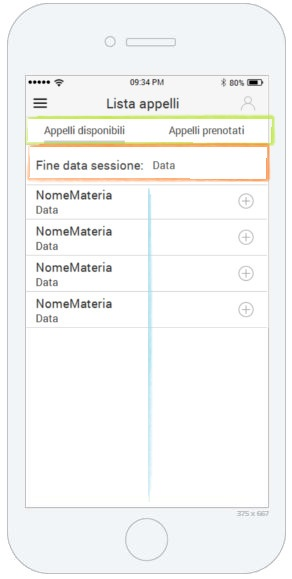 09:34 PM
80%
Lista appelli
Appelli disponibili Appelli prenotati
Fine data sessione: Data
NomeMateria
Data
NomeMateria
Data
NomeMateria
Data
NomeMateria
Data
375 x 667